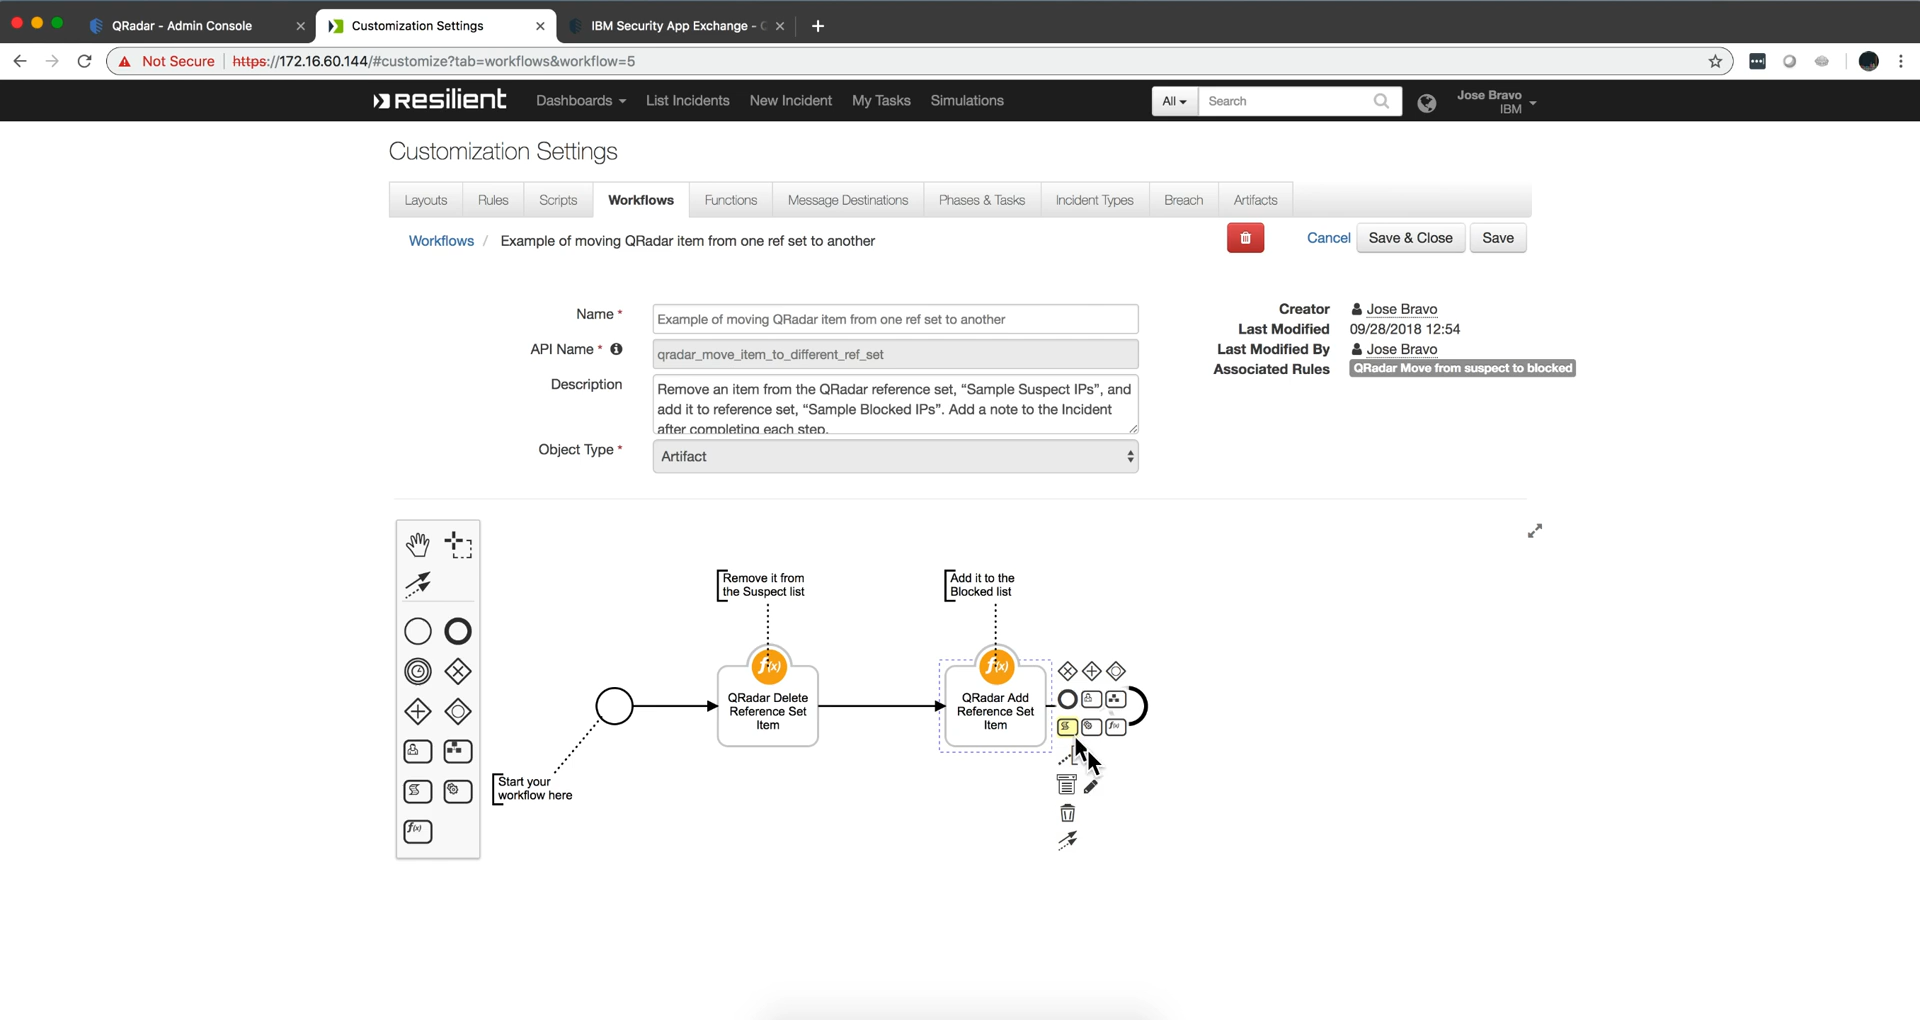 QRadar - Admin Console
Customization Settings
IBM Security App Exchange -
Not Secure https://172.16.60.144/#customize?tab=workflows&workflow=5
resilient Dashboards List Incidents New Incident My Tasks Simulations All Search Jose Bravo
IBM
Customization Settings
Layouts Rules Scripts Workflows Functions Message Destinations Phases & Tasks Incident Types Breach Artifacts
Workflows / Example of moving QRadar item from one ref set to another Cancel Save & Close Save
Name * Example of moving QRadar item from one ref set to another
API Name * qradar_move_item_to_different_ref_set
Description Remove an item from the QRadar reference set, “Sample Suspect IPs”, and
add it to reference set, “Sample Blocked IPs”. Add a note to the Incident
after completing each step.
Object Type * Artifact
Creator Jose Bravo
Last Modified 09/28/2018 12:54
Last Modified By Jose Bravo
Associated Rules QRadar Move from suspect to blocked
Remove it from
the Suspect list
Add it to the
Blocked list
f(x)
QRadar Delete
Reference Set
Item
f(x)
QRadar Add
Reference Set
Item
Start your
workflow here
f(x)
f(x)